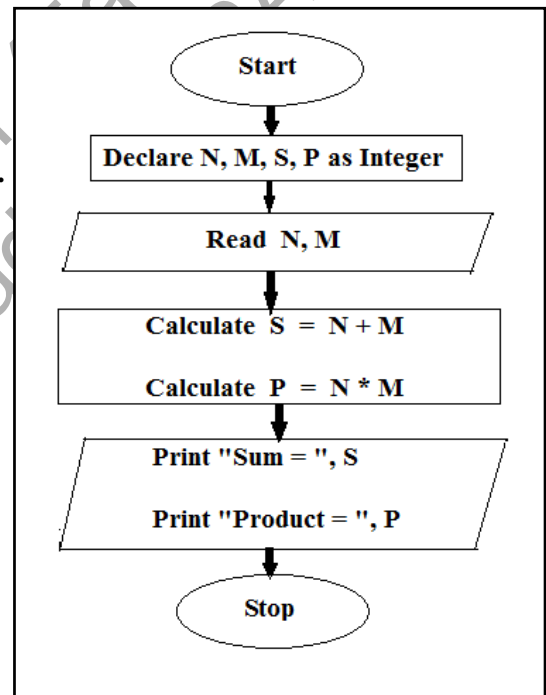 Start
Declare N, M, S, P as Integer
Read N, M
Calculate S = N + M
Calculate P = N * M
Print "Sum = ", S
Print "Product = ", P
Stop